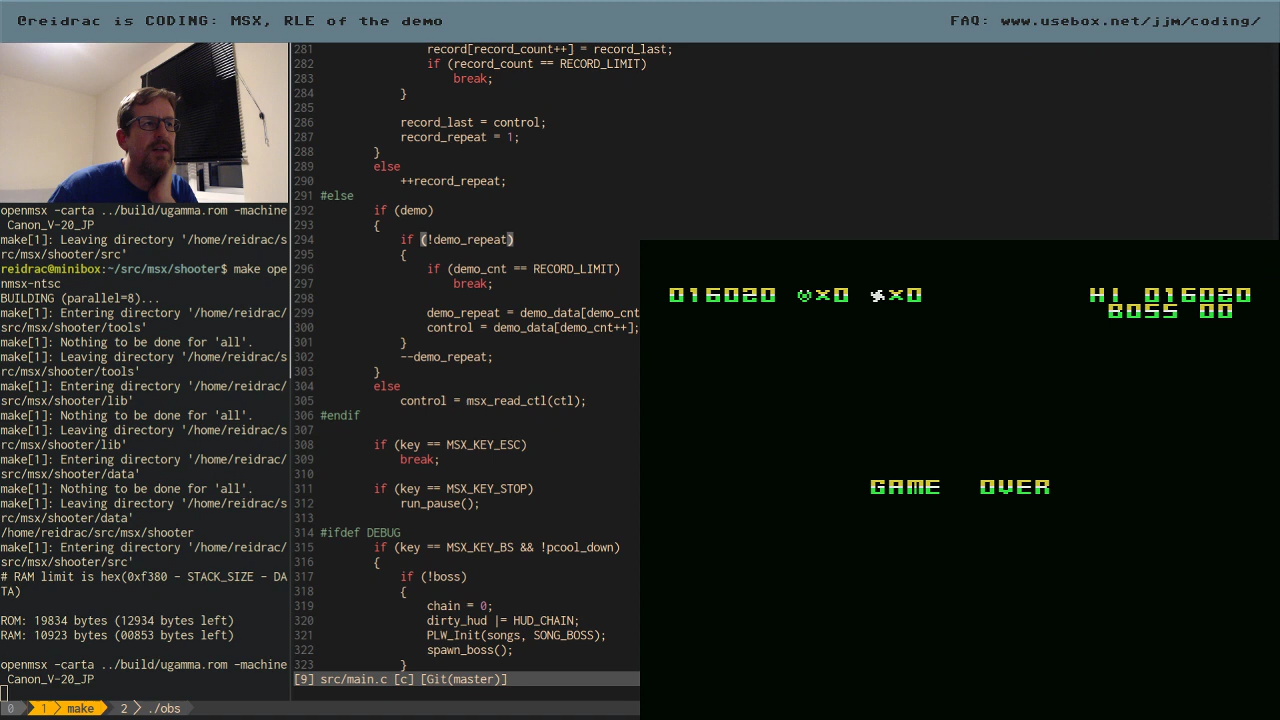 @reidrac is CODING: MSX, RLE of the demo
FAQ: www.usebox.net/jjm/coding/
openmsx -carta ../build/ugamma.rom -machine
 Canon_V-20_JP
make[1]: Leaving directory '/home/reidrac/s
rc/msx/shooter/src'
reidrac@minibox:~/src/msx/shooter$ make ope
nmsx-ntsc
BUILDING (parallel=8)...
make[1]: Entering directory '/home/reidrac/
src/msx/shooter/tools'
make[1]: Nothing to be done for 'all'.
make[1]: Leaving directory '/home/reidrac/s
rc/msx/shooter/tools'
make[1]: Entering directory '/home/reidrac/
src/msx/shooter/lib'
make[1]: Nothing to be done for 'all'.
make[1]: Leaving directory '/home/reidrac/s
rc/msx/shooter/lib'
make[1]: Entering directory '/home/reidrac/
src/msx/shooter/data'
make[1]: Nothing to be done for 'all'.
make[1]: Leaving directory '/home/reidrac/s
rc/msx/shooter/data'
/home/reidrac/src/msx/shooter
make[1]: Entering directory '/home/reidrac/
src/msx/shooter/src'
# RAM limit is hex(0xf380 - STACK_SIZE - DA
TA)
ROM: 19834 bytes (12934 bytes left)
RAM: 10923 bytes (00853 bytes left)
openmsx -carta ../build/ugamma.rom -machine
 Canon_V-20_JP
0 1 make 2 ./obs
281 record[record_count++] = record_last;
282 if (record_count == RECORD_LIMIT)
283 break;
284 }
285
286 record_last = control;
287 record_repeat = 1;
288 }
289 else
290 ++record_repeat;
291 #else
292 if (demo)
293 {
294 if (!demo_repeat)
295 {
296 if (demo_cnt == RECORD_LIMIT)
297 break;
298
299 demo_repeat = demo_data[demo_cnt
300 control = demo_data[demo_cnt++];
301 }
302 --demo_repeat;
303 }
304 else
305 control = msx_read_ctl(ctl);
306 #endif
307
308 if (key == MSX_KEY_ESC)
309 break;
310
311 if (key == MSX_KEY_STOP)
312 run_pause();
313
314 #ifdef DEBUG
315 if (key == MSX_KEY_BS && !pcool_down)
316 {
317 if (!boss)
318 {
319 chain = 0;
320 dirty_hud |= HUD_CHAIN;
321 PLW_Init(songs, SONG_BOSS);
322 spawn_boss();
323 }
[9] src/main.c [c] [Git(master)]
016020 x0 x0 HI 016020
BOSS 00
GAME OVER